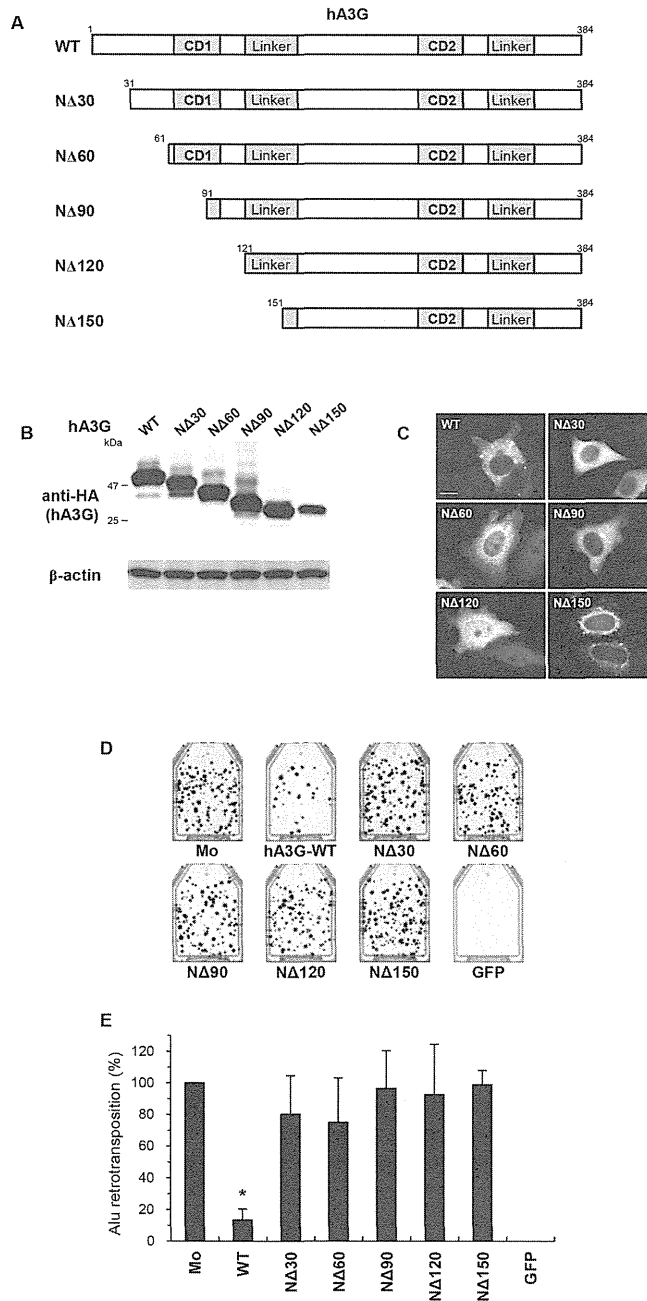 A
hA3G
1
384
WT
CD1
Linker
CD2
Linker
31
384
NΔ30
CD1
Linker
CD2
Linker
61
384
NΔ60
CD1
Linker
CD2
Linker
91
384
NΔ90
Linker
CD2
Linker
121
384
NΔ120
Linker
CD2
Linker
151
384
NΔ150
CD2
Linker
B
hA3G
WT
NΔ30
NΔ60
NΔ90
NΔ120
NΔ150
kDa
47
anti-HA
(hA3G)
25
β-actin
C
WT
NΔ30
NΔ60
NΔ90
NΔ120
NΔ150
D
Mo
hA3G-WT
NΔ30
NΔ60
NΔ90
NΔ120
NΔ150
GFP
E
Alu retrotransposition (%)
120
100
80
60
40
20
0
*
Mo
WT
NΔ30
NΔ60
NΔ90
NΔ120
NΔ150
GFP